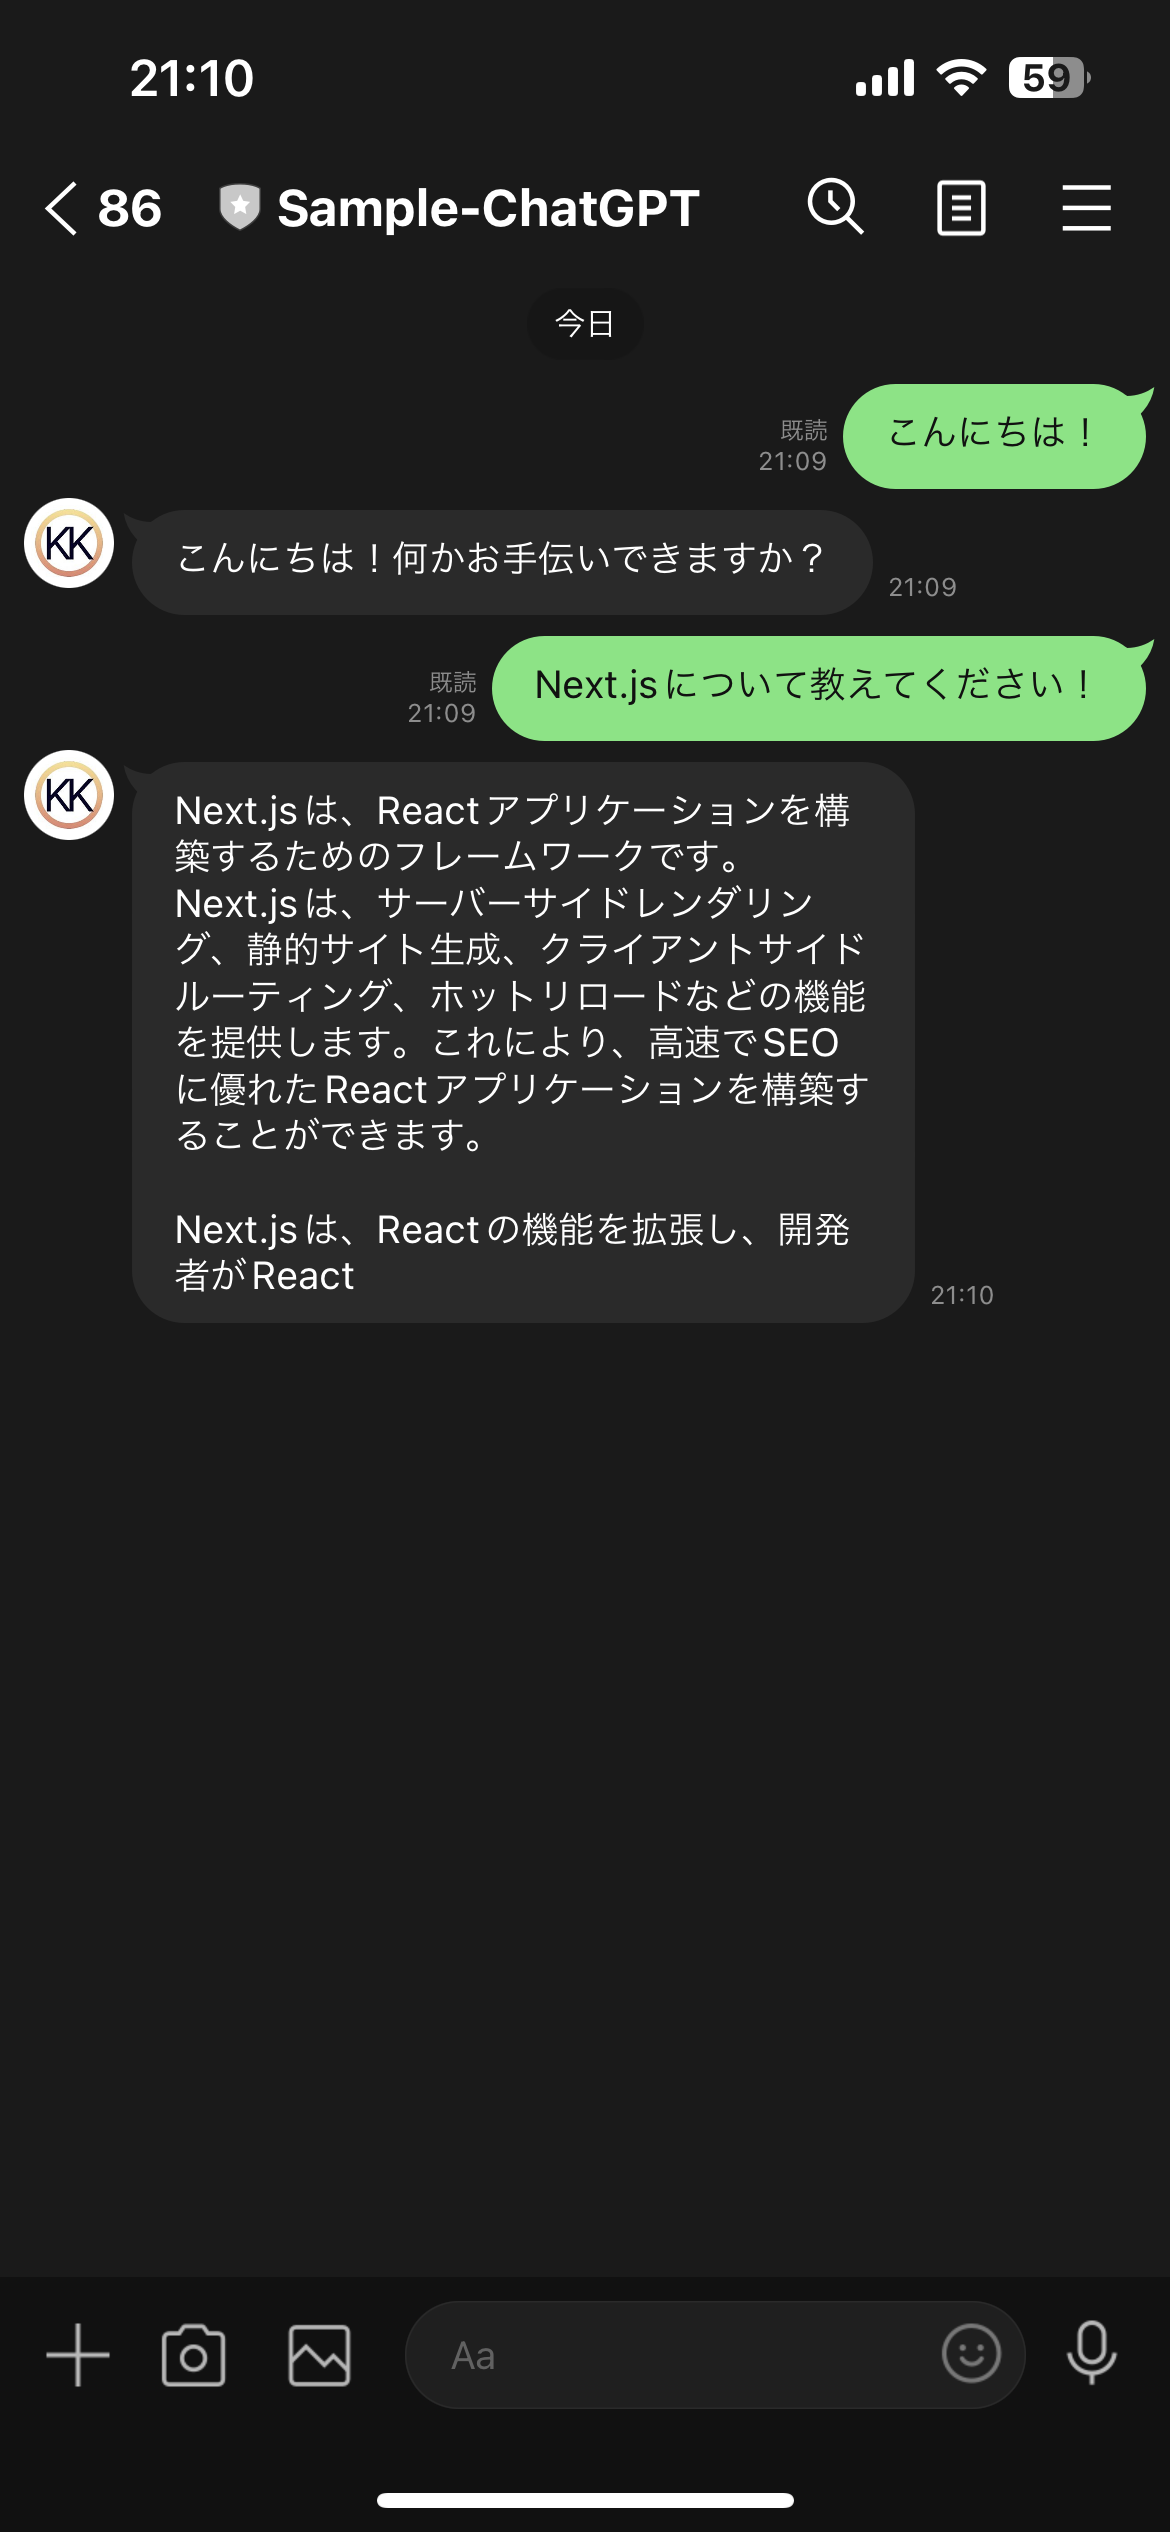 21:10
59
86
Sample-ChatGPT
今日
こんにちは！
既読
21:09
KK
こんにちは！何かお手伝いできますか？
21:09
Next.jsについて教えてください！
既読
21:09
KK
Next.jsは、Reactアプリケーションを構
築するためのフレームワークです。
Next.jsは、サーバーサイドレンダリン
グ、静的サイト生成、クライアントサイド
ルーティング、ホットリロードなどの機能
を提供します。これにより、高速でSEO
に優れたReactアプリケーションを構築す
ることができます。
Next.jsは、Reactの機能を拡張し、開発
者がReact
21:10
Aa